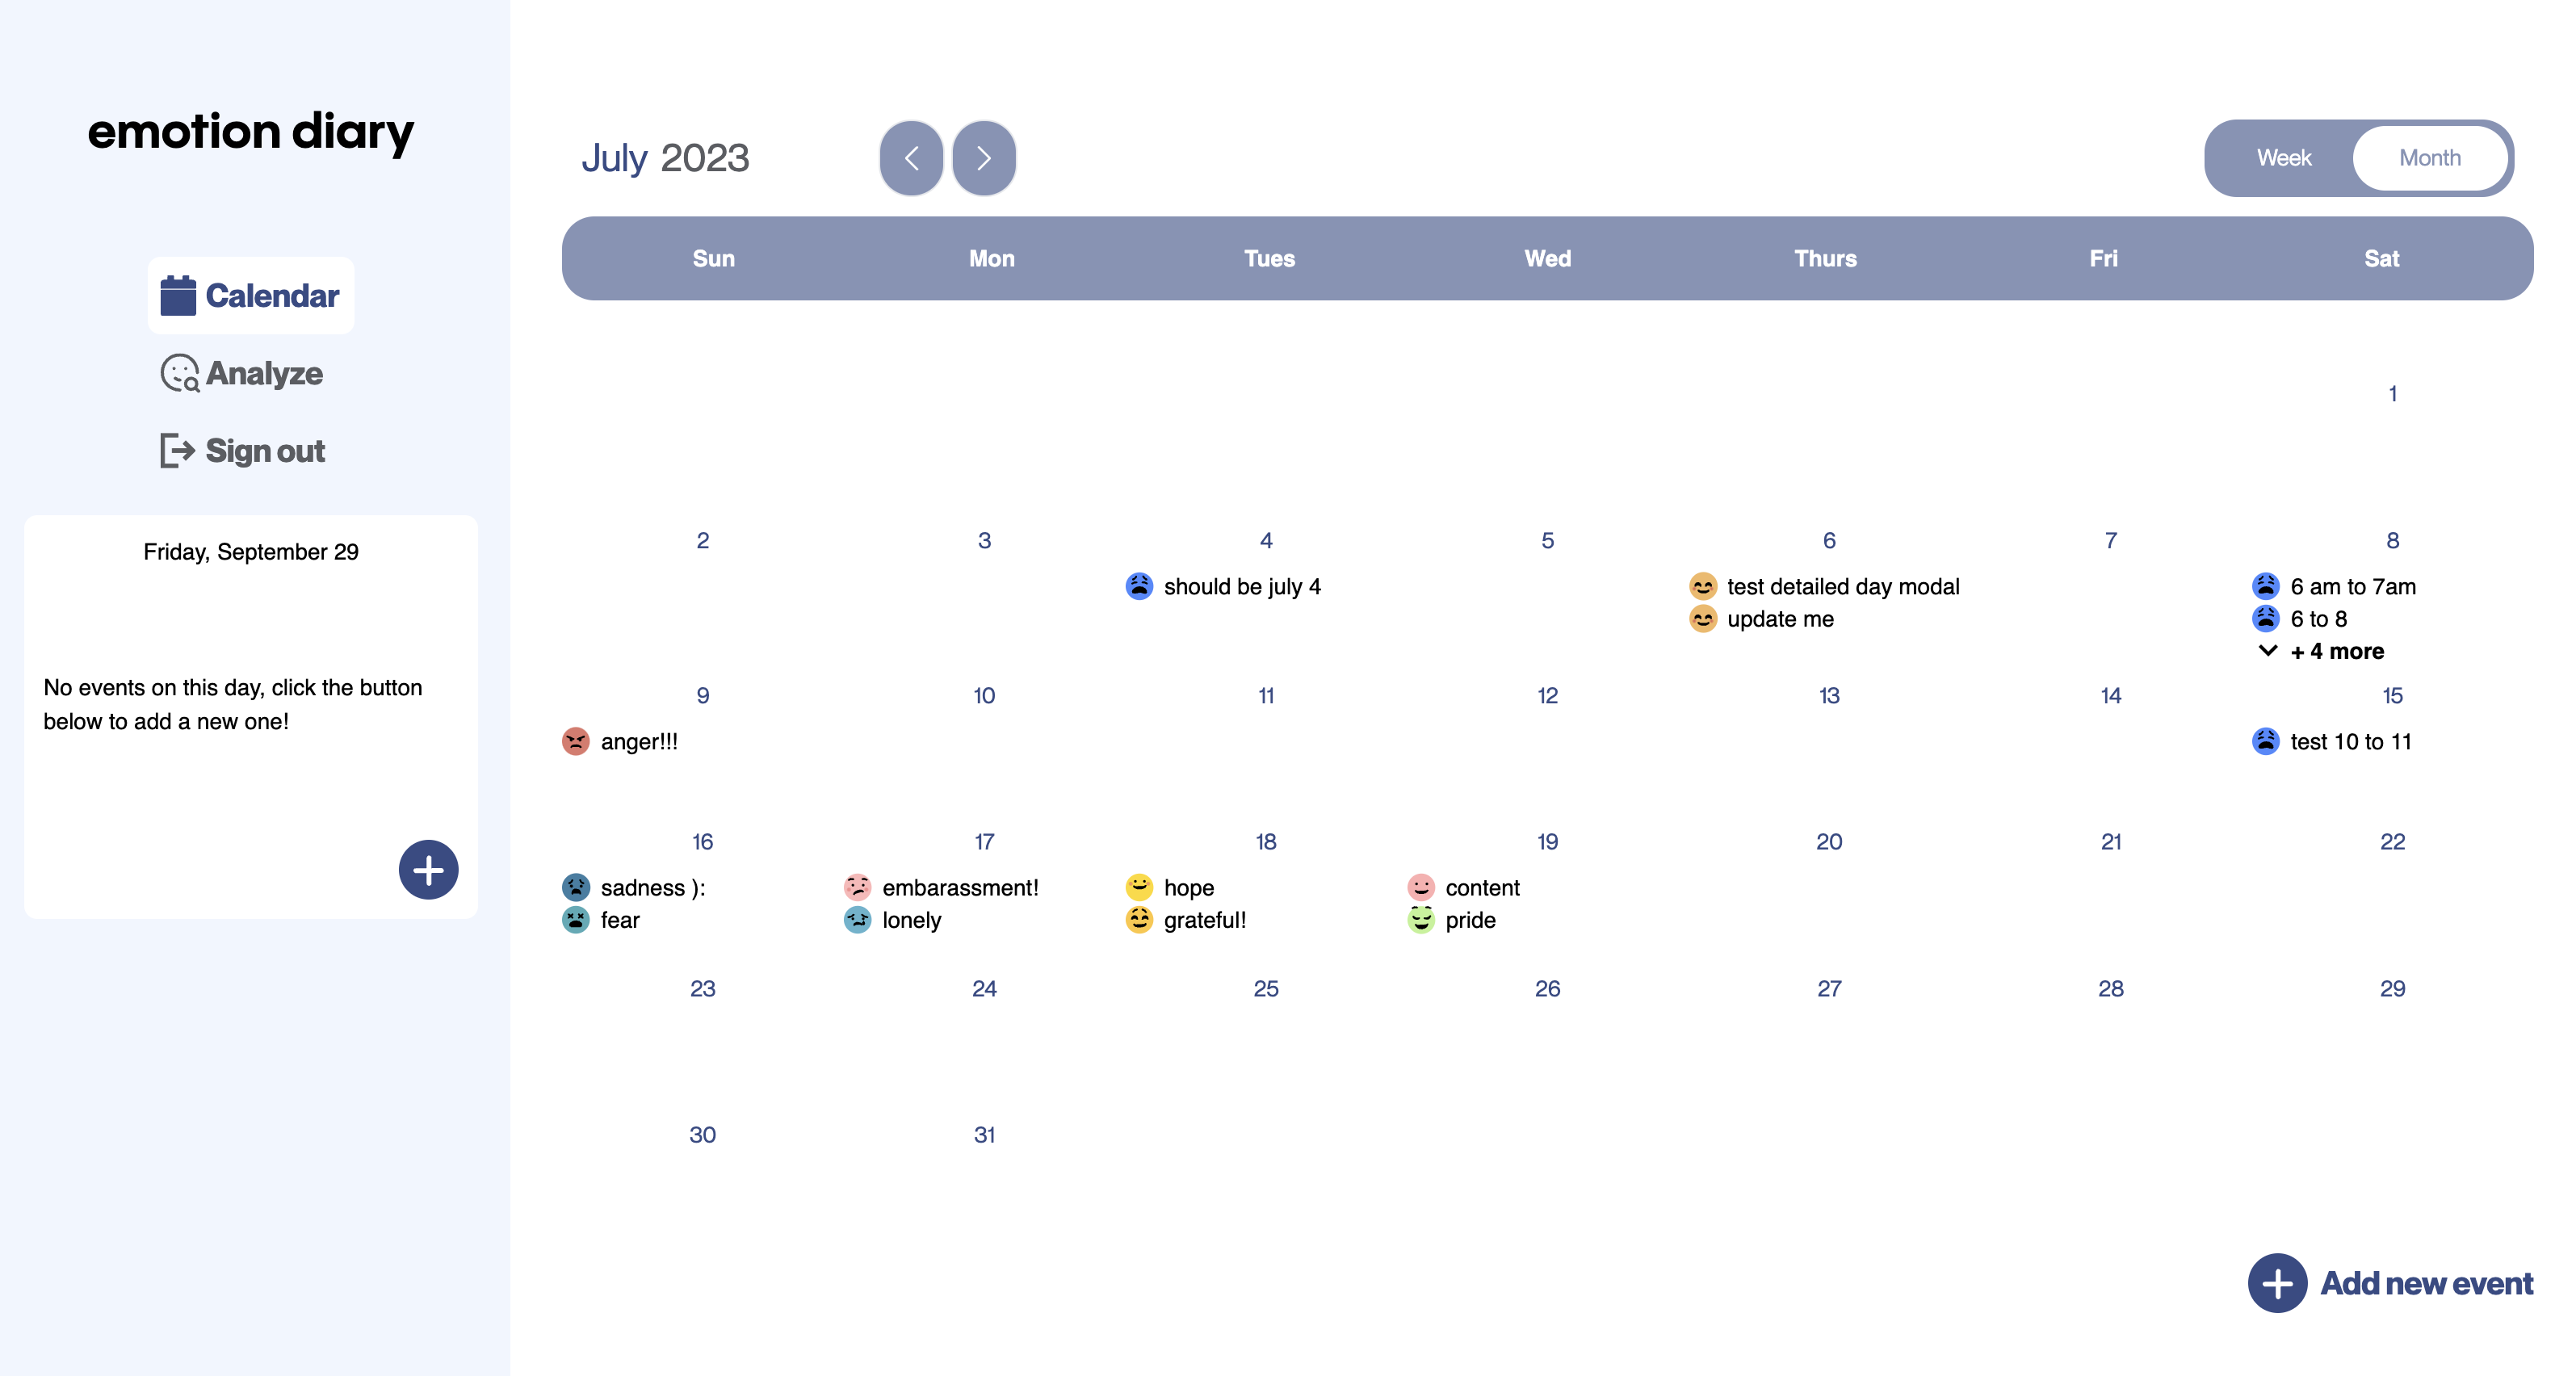 emotion diary
Calendar
Analyze
Sign out
Friday, September 29
No events on this day, click the button
below to add a new one!
July 2023
Week Month
Sun Mon Tues Wed Thurs Fri Sat
1
2 3 4 5 6 7 8
should be july 4 test detailed day modal 6 am to 7am
update me 6 to 8
+ 4 more
9 10 11 12 13 14 15
anger!!! test 10 to 11
16 17 18 19 20 21 22
sadness ): embarassment! hope content
fear lonely grateful! pride
23 24 25 26 27 28 29
30 31
Add new event